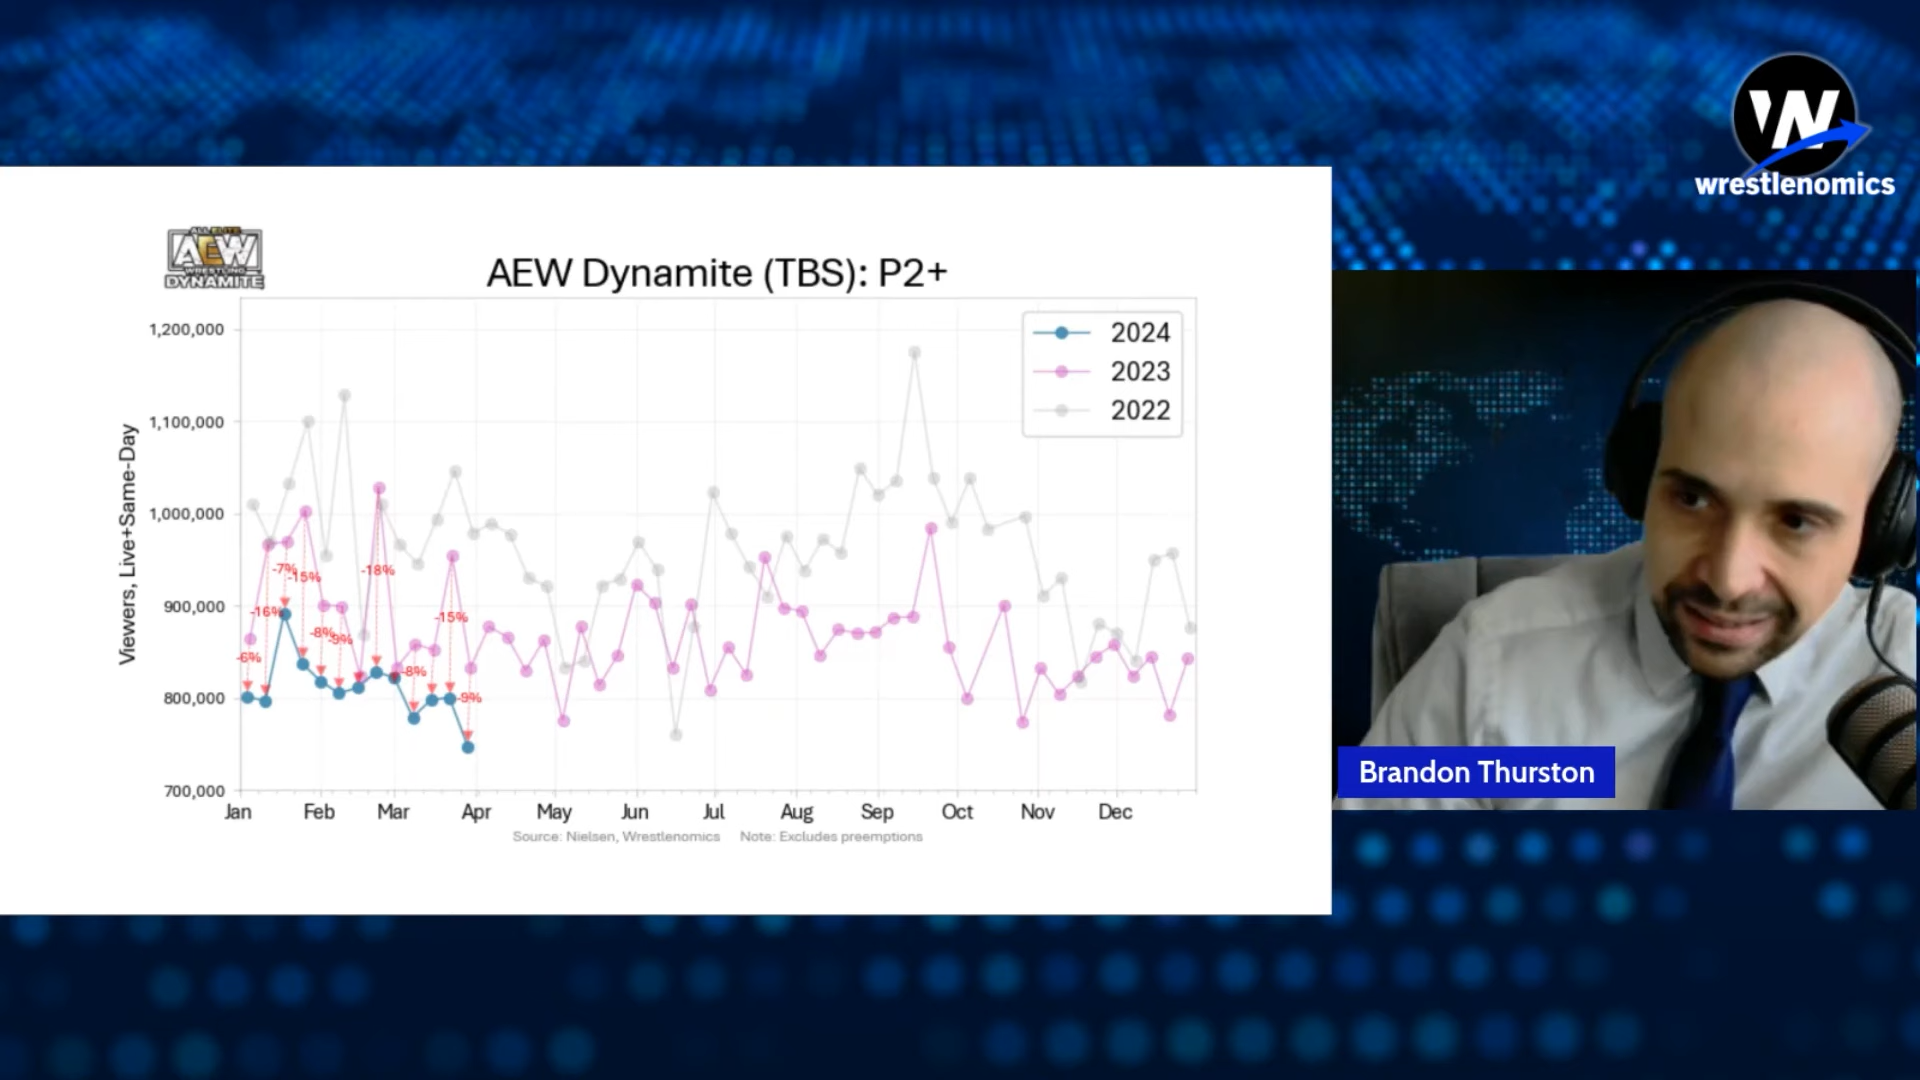 W
wrestlenomics
ALL ELITE
AEW
WRESTLING
DYNAMITE
AEW Dynamite (TBS): P2+
2024
2023
2022
Viewers, Live+Same-Day
1,200,000
1,100,000
1,000,000
900,000
800,000
700,000
-6%
-16%
-7%
-15%
-8%
-9%
-18%
-8%
-15%
-9%
Jan Feb Mar Apr May Jun Jul Aug Sep Oct Nov Dec
Source: Nielsen, Wrestlenomics Note: Excludes preemptions
Brandon Thurston